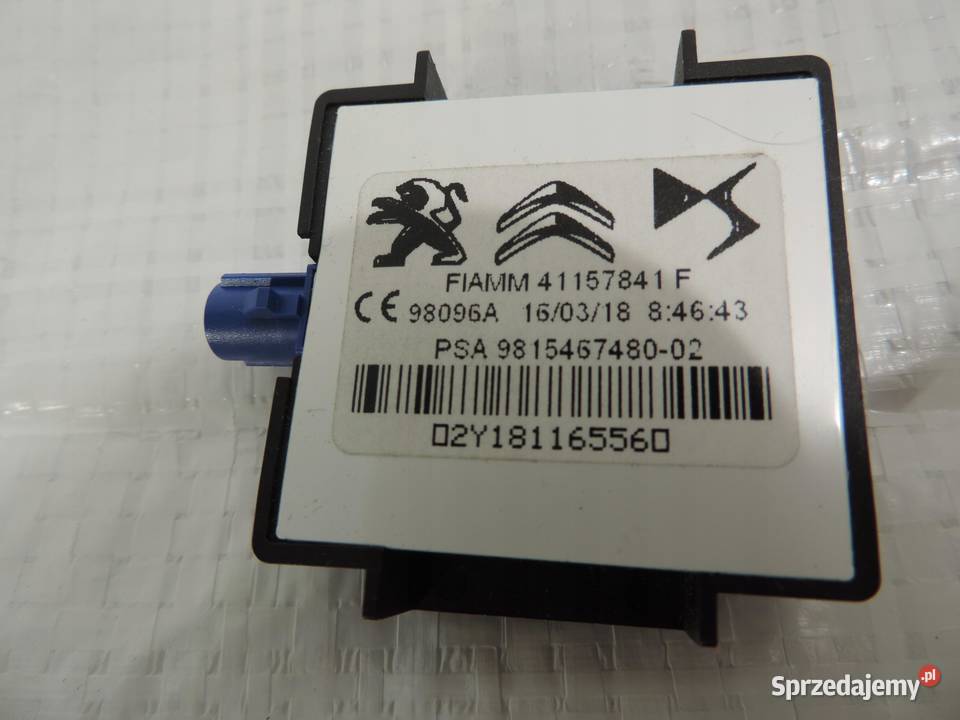 FIAMM 41157841 F
CE 98096A 16/03/18 8:46:43
PSA 9815467480-02
02Y181165560
Sprzedajemy.pl